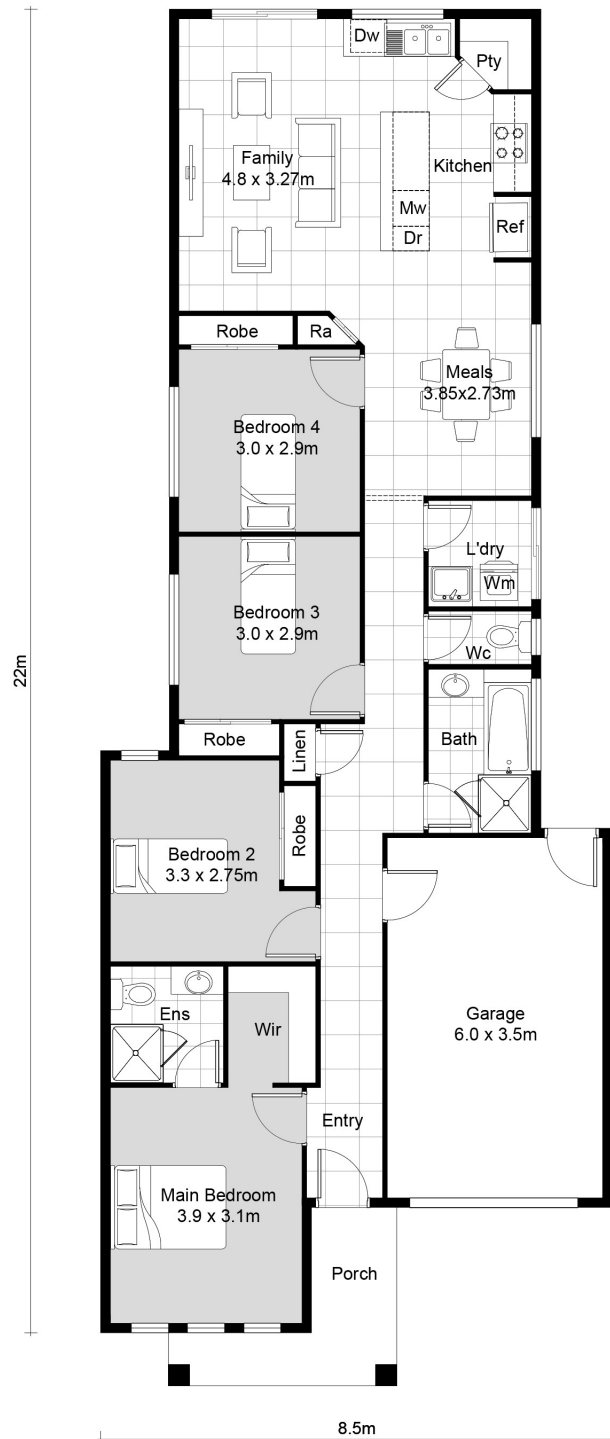 Dw
Pty
Family
4.8 x 3.27m
Kitchen
Mw
Dr
Ref
Robe
Ra
Meals
3.85x2.73m
Bedroom 4
3.0 x 2.9m
L'dry
Wm
Bedroom 3
3.0 x 2.9m
Wc
22m
Robe
Linen
Bath
Bedroom 2
3.3 x 2.75m
Robe
Ens
Wir
Garage
6.0 x 3.5m
Entry
Main Bedroom
3.9 x 3.1m
Porch
8.5m